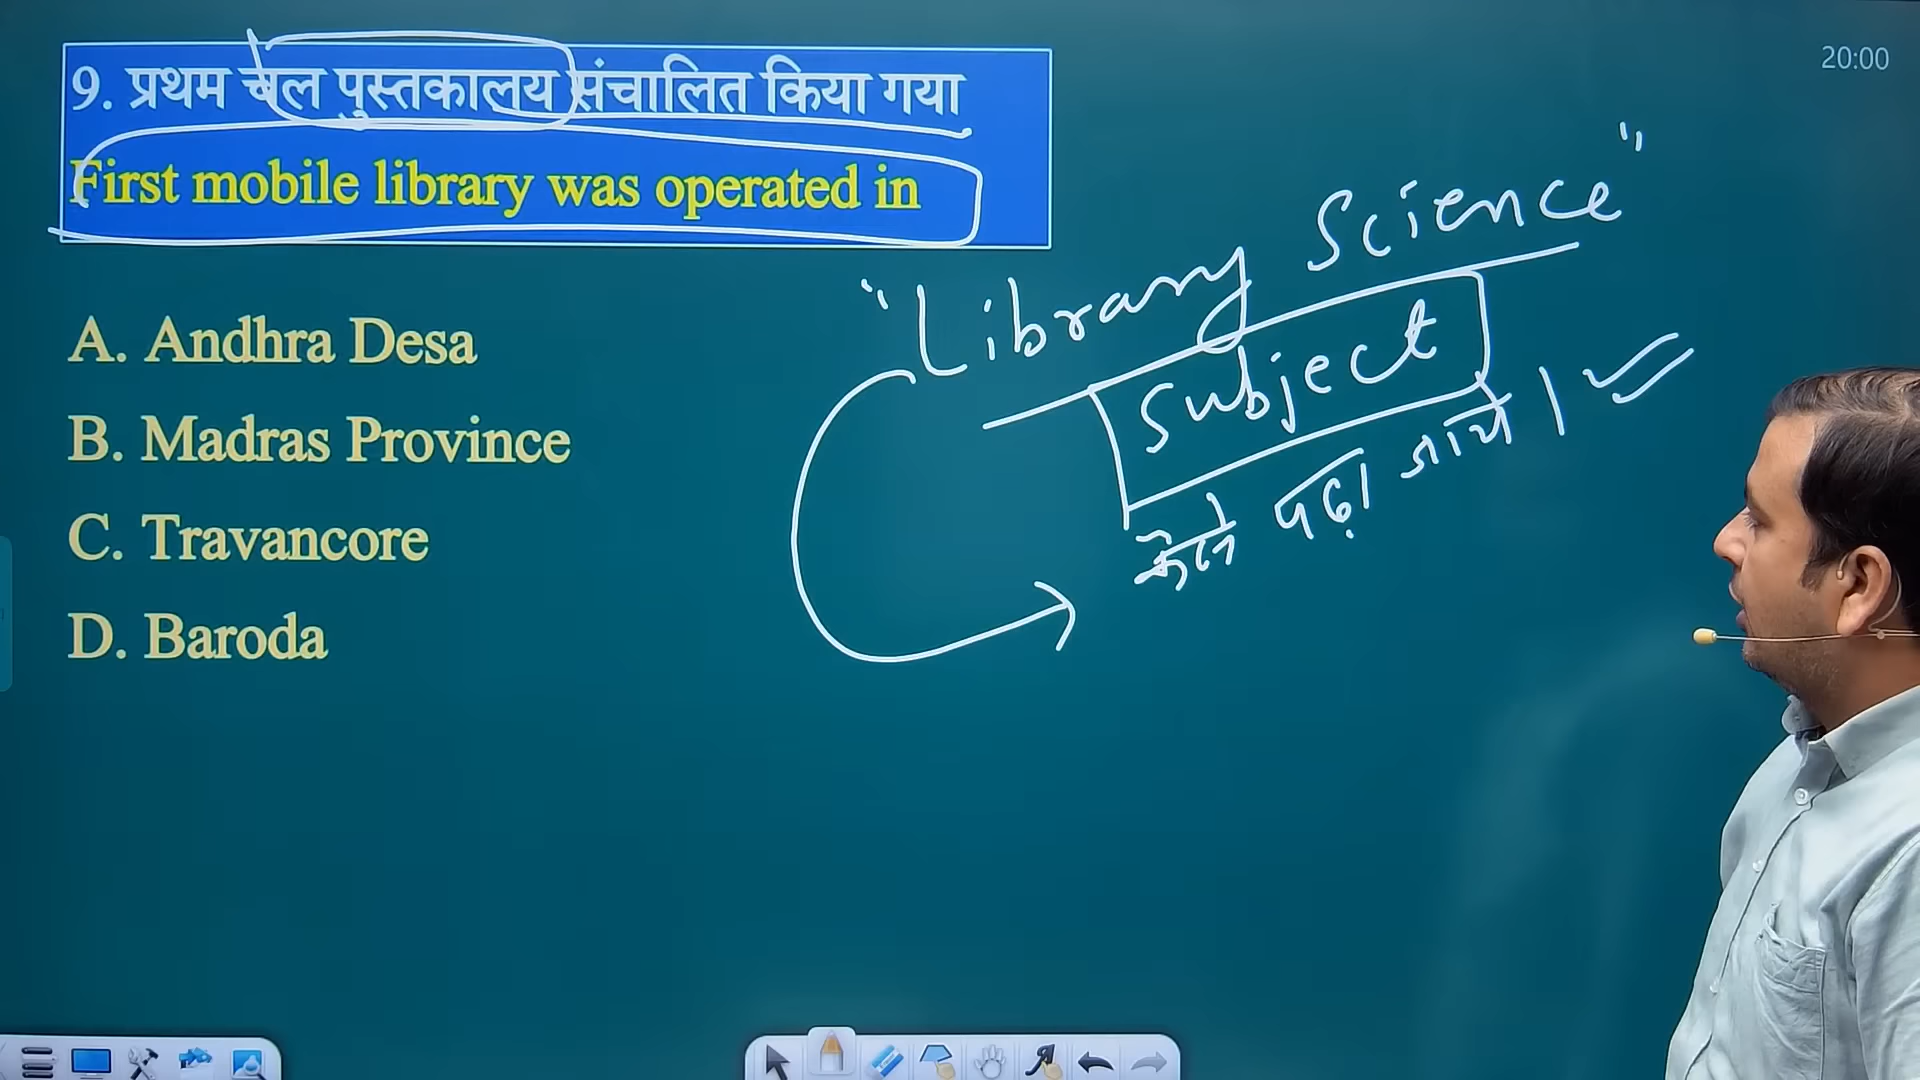 20:00
9. प्रथम चल पुस्तकालय संचालित किया गया
First mobile library was operated in
A. Andhra Desa
B. Madras Province
C. Travancore
D. Baroda
"Library Science"
Subject
पढ़ा जाये ।